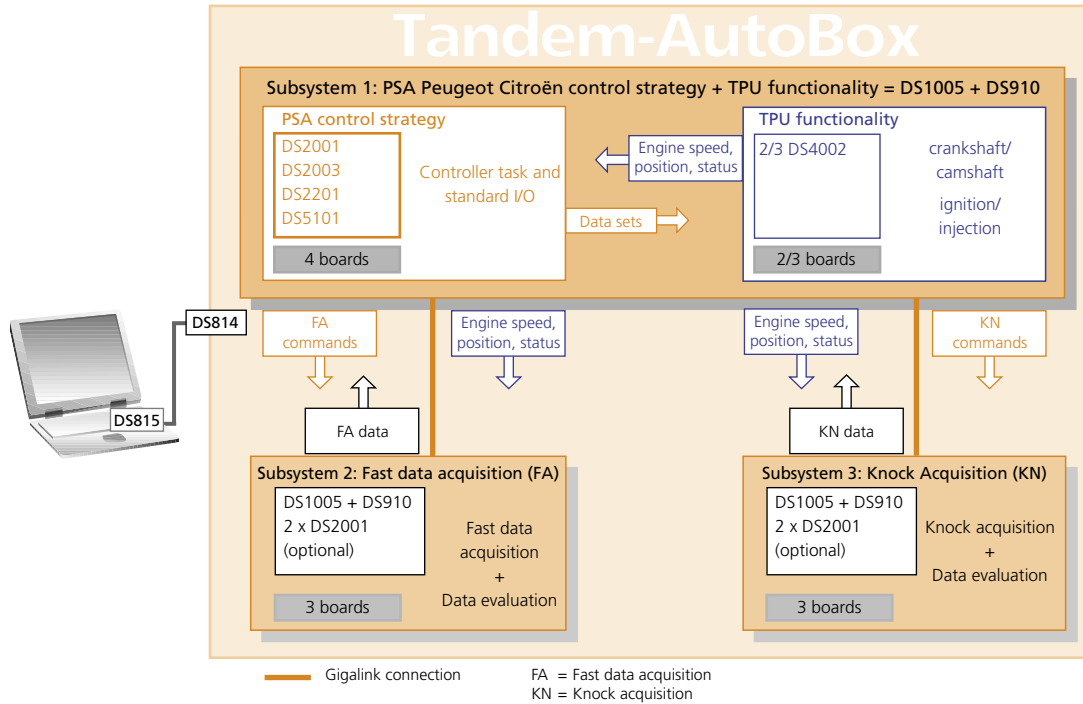 Tandem-AutoBox
Subsystem 1: PSA Peugeot Citroën control strategy + TPU functionality = DS1005 + DS910
PSA control strategy
DS2001
DS2003
DS2201
DS5101
Controller task and
standard I/O
4 boards
Engine speed,
position, status
Data sets
TPU functionality
2/3 DS4002
crankshaft/
camshaft
ignition/
injection
2/3 boards
DS814
DS815
FA
commands
Engine speed,
position, status
Engine speed,
position, status
KN
commands
FA data
KN data
Subsystem 2: Fast data acquisition (FA)
DS1005 + DS910
2 x DS2001
(optional)
Fast data
acquisition
+
Data evaluation
3 boards
Subsystem 3: Knock Acquisition (KN)
DS1005 + DS910
2 x DS2001
(optional)
Knock acquisition
+
Data evaluation
3 boards
Gigalink connection
FA = Fast data acquisition
KN = Knock acquisition